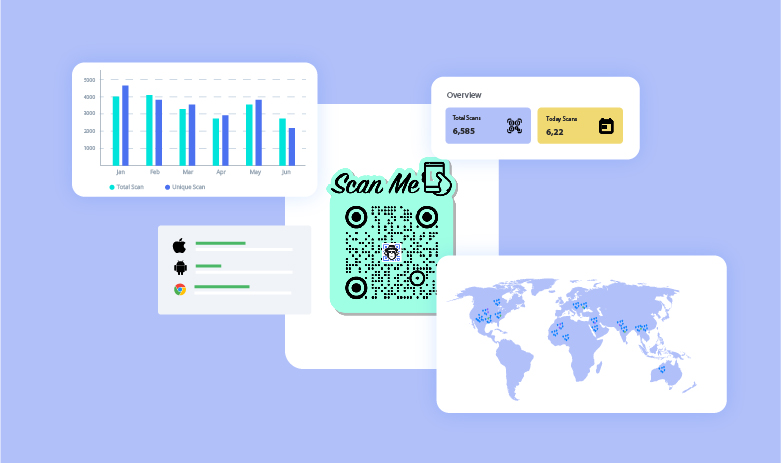 5000
4000
3000
2000
1000
Jan Feb Mar Apr May Jun
Total Scan Unique Scan
Overview
Total Scans
6,585
Today Scans
6,22
Scan Me